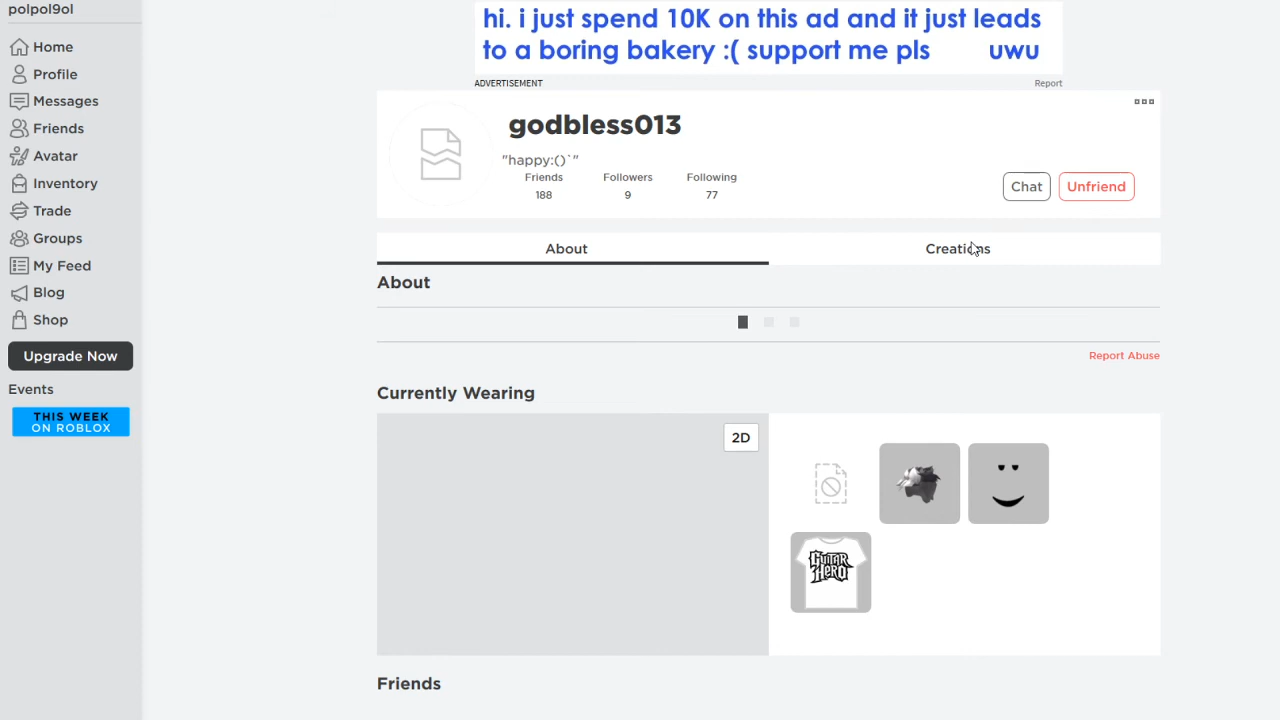 polpol9ol
Home
Profile
Messages
Friends
Avatar
Inventory
Trade
Groups
My Feed
Blog
Shop
Upgrade Now
Events
THIS WEEK
ON ROBLOX
hi. i just spend 10K on this ad and it just leads
to a boring bakery :( support me pls uwu
ADVERTISEMENT Report
godbless013
"happy:()`"
Friends Followers Following
188 9 77
Chat Unfriend
About Creations
About
Report Abuse
Currently Wearing
2D
GUITAR
HERO
Friends